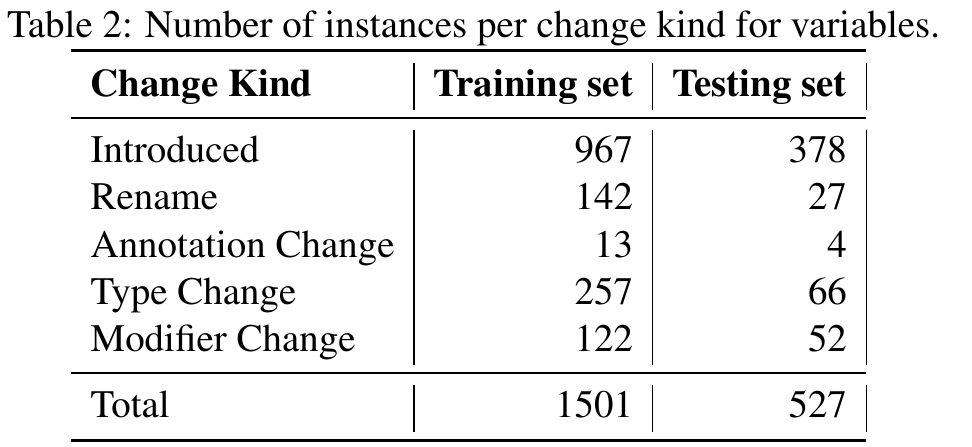 Table 2: Number of instances per change kind for variables.
Change Kind Training set Testing set
Introduced 967 378
Rename 142 27
Annotation Change 13 4
Type Change 257 66
Modifier Change 122 52
Total 1501 527